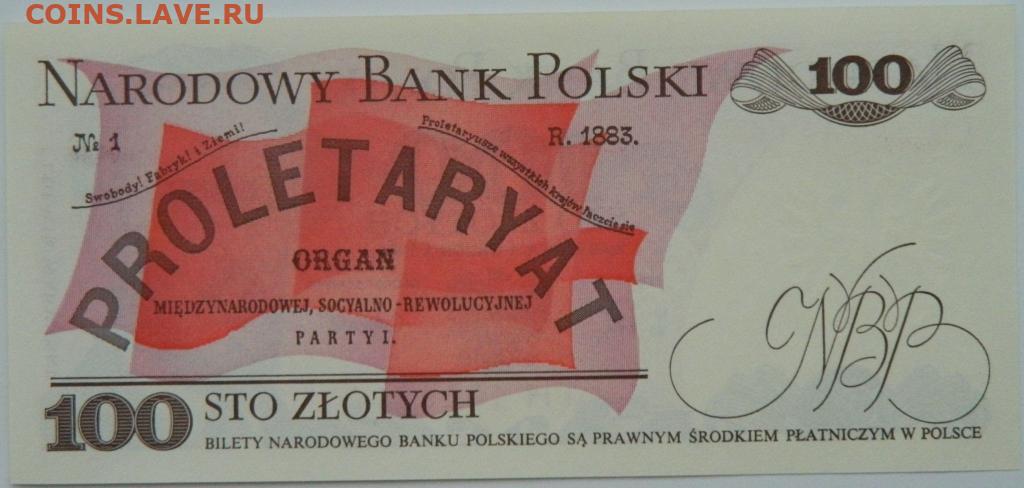 COINS.LAVE.RU
NARODOWY BANK POLSKI
100
№ 1
R. 1883.
Swobody! Fabryk! i Ziemi!
Proletaryusze wszystkich krajów łączcie się
PROLETARYAT
ORGAN
MIĘDZYNARODOWEJ, SOCYALNO-REWOLUCYJNEJ
PARTYI.
NBP
100 STO ZŁOTYCH
BILETY NARODOWEGO BANKU POLSKIEGO SĄ PRAWNYM ŚRODKIEM PŁATNICZYM W POLSCE